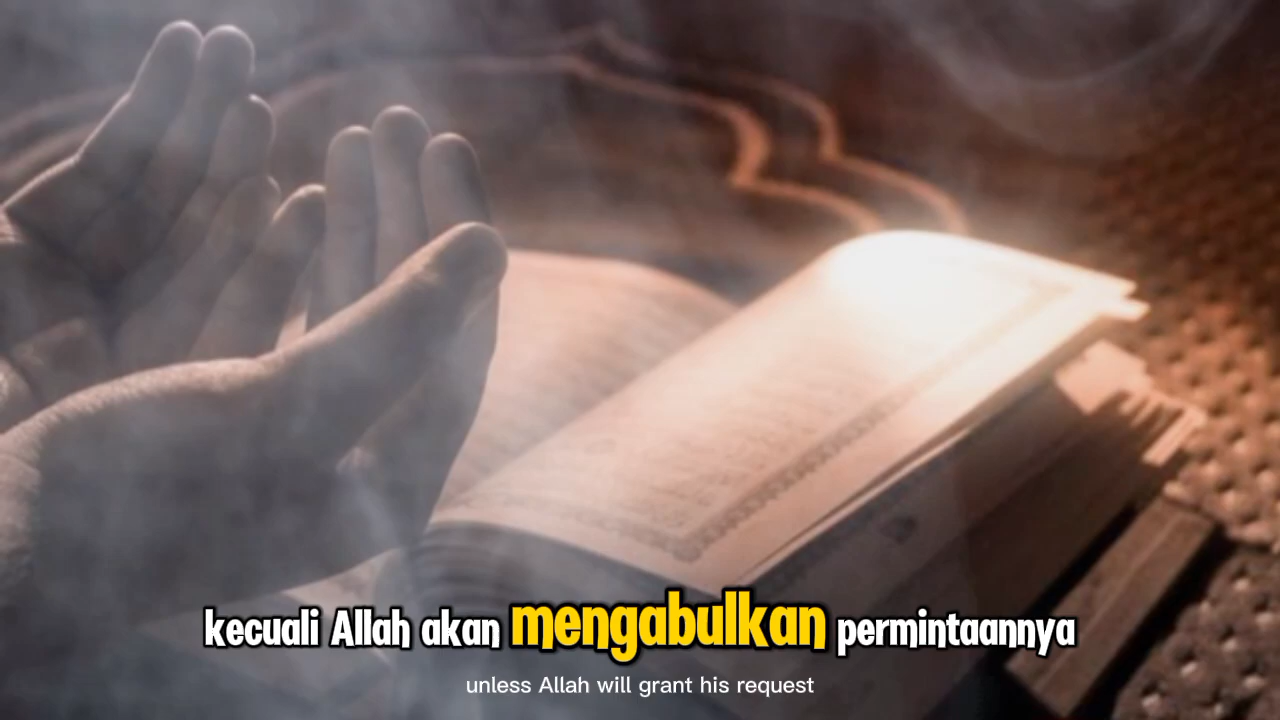 kecuali Allah akan mengabulkan permintaannya
unless Allah will grant his request